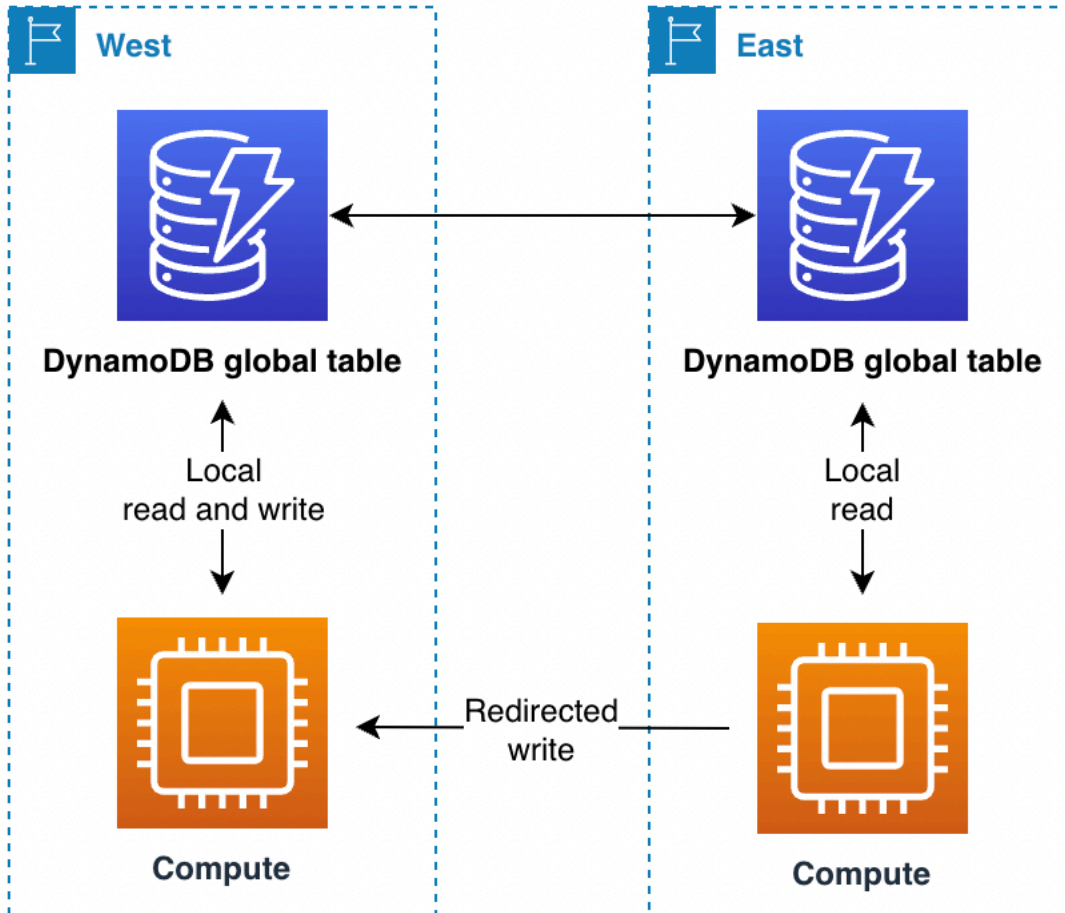 West
East
DynamoDB global table
DynamoDB global table
Local
read and write
Local
read
Redirected
write
Compute
Compute